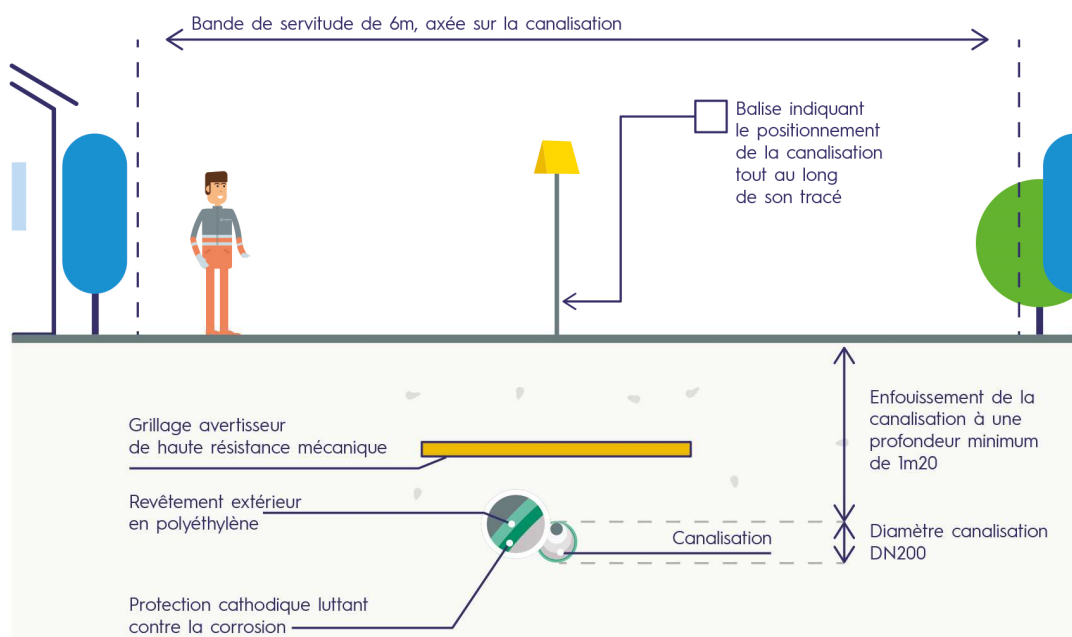 Bande de servitude de 6m, axée sur la canalisation
Balise indiquant
le positionnement
de la canalisation
tout au long
de son tracé
Enfouissement de la
canalisation à une
profondeur minimum
de 1m20
Grillage avertisseur
de haute résistance mécanique
Revêtement extérieur
en polyéthylène
Canalisation
Diamètre canalisation
DN200
Protection cathodique luttant
contre la corrosion